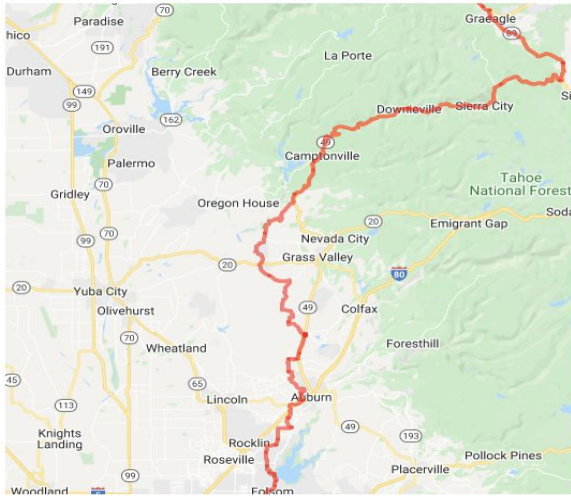 Graeagle
70
Paradise
hico
191
89
La Porte
Durham
Berry Creek
149
99
Si
Downieville
Sierra City
Oroville
162
49
Camptonville
Palermo
Tahoe
National Forest
70
Gridley
Oregon House
20
Soda
Emigrant Gap
99
Nevada City
20
Grass Valley
80
20
Yuba City
49
Colfax
Olivehurst
70
Foresthill
Wheatland
45
65
Auburn
Lincoln
113
49
Knights
Landing
193
Rocklin
Pollock Pines
Roseville
Placerville
99
Woodland
Folsom